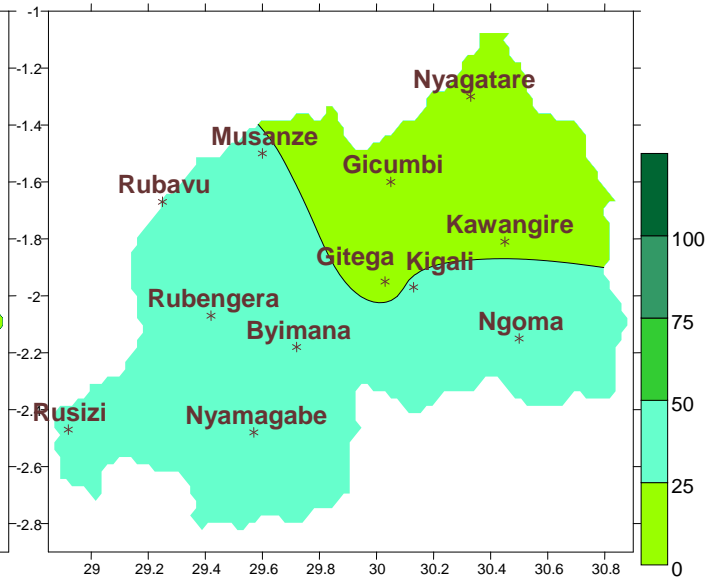 -1
-1.2
Nyagatare
-1.4
Musanze
Gicumbi
-1.6
Rubavu
Kawangire
100
-1.8
Gitega
Kigali
-2
Rubengera
Ngoma
75
Byimana
-2.2
50
-2.4
Rusizi
Nyamagabe
25
-2.6
-2.8
0
29 29.2 29.4 29.6 29.8 30 30.2 30.4 30.6 30.8